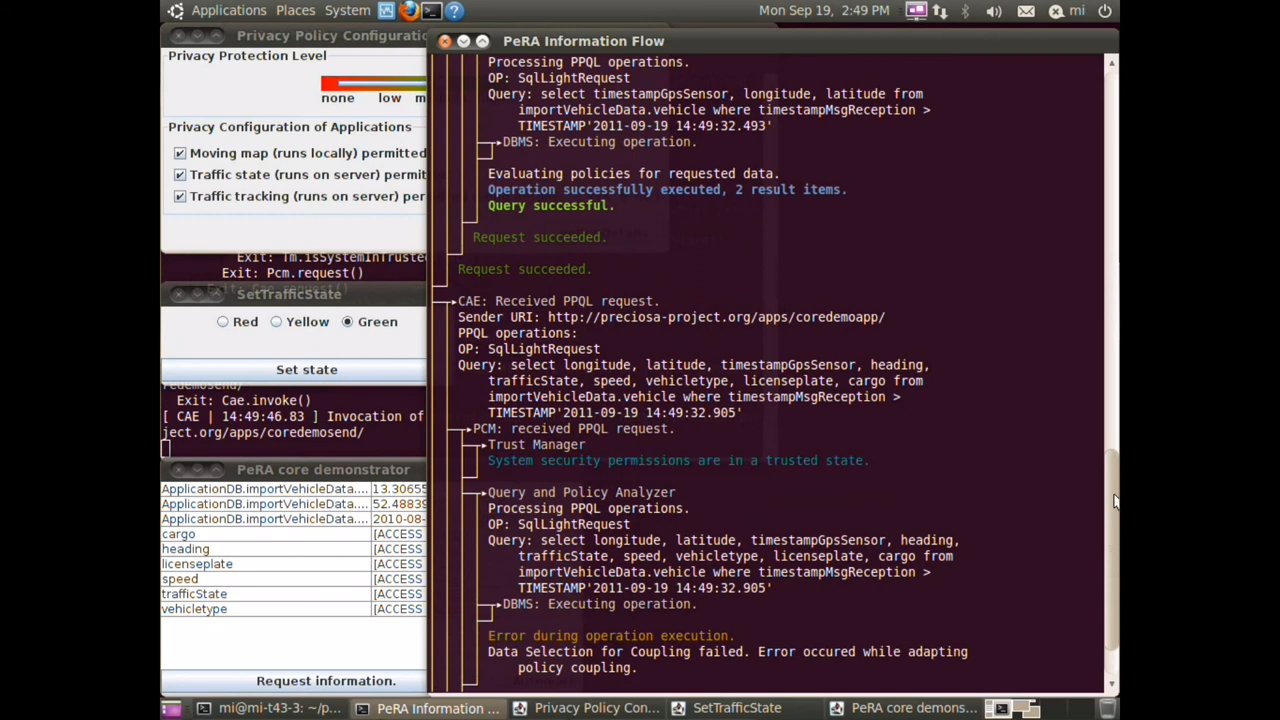 Applications Places System Mon Sep 19, 2:49 PM mi
Privacy Policy Configuratio
Privacy Protection Level
none low m
Privacy Configuration of Applications
Moving map (runs locally) permitted
Traffic state (runs on server) permit
Traffic tracking (runs on server) per
Exit: Tm.isSystemInTruste
Exit: Pcm.request()
SetTrafficState
Red Yellow Green
Set state
redemosend/
Exit: Cae.invoke()
[ CAE | 14:49:46.83 ] Invocation of
ject.org/apps/coredemosend/
PeRA core demonstrator
ApplicationDB.importVehicleData.... 13.30655
ApplicationDB.importVehicleData.... 52.48839
ApplicationDB.importVehicleData.... 2010-08-
cargo [ACCESS
heading [ACCESS
licenseplate [ACCESS
speed [ACCESS
trafficState [ACCESS
vehicletype [ACCESS
Request information.
PeRA Information Flow
Processing PPQL operations.
OP: SqlLightRequest
Query: select timestampGpsSensor, longitude, latitude from
importVehicleData.vehicle where timestampMsgReception >
TIMESTAMP'2011-09-19 14:49:32.493'
DBMS: Executing operation.
Evaluating policies for requested data.
Operation successfully executed, 2 result items.
Query successful.
Request succeeded.
Request succeeded.
CAE: Received PPQL request.
Sender URI: http://preciosa-project.org/apps/coredemoapp/
PPQL operations:
OP: SqlLightRequest
Query: select longitude, latitude, timestampGpsSensor, heading,
trafficState, speed, vehicletype, licenseplate, cargo from
importVehicleData.vehicle where timestampMsgReception >
TIMESTAMP'2011-09-19 14:49:32.905'
PCM: received PPQL request.
Trust Manager
System security permissions are in a trusted state.
Query and Policy Analyzer
Processing PPQL operations.
OP: SqlLightRequest
Query: select longitude, latitude, timestampGpsSensor, heading,
trafficState, speed, vehicletype, licenseplate, cargo from
importVehicleData.vehicle where timestampMsgReception >
TIMESTAMP'2011-09-19 14:49:32.905'
DBMS: Executing operation.
Error during operation execution.
Data Selection for Coupling failed. Error occured while adapting
policy coupling.
mi@mi-t43-3: ~/p... PeRA Information ... Privacy Policy Con... SetTrafficState PeRA core demons...